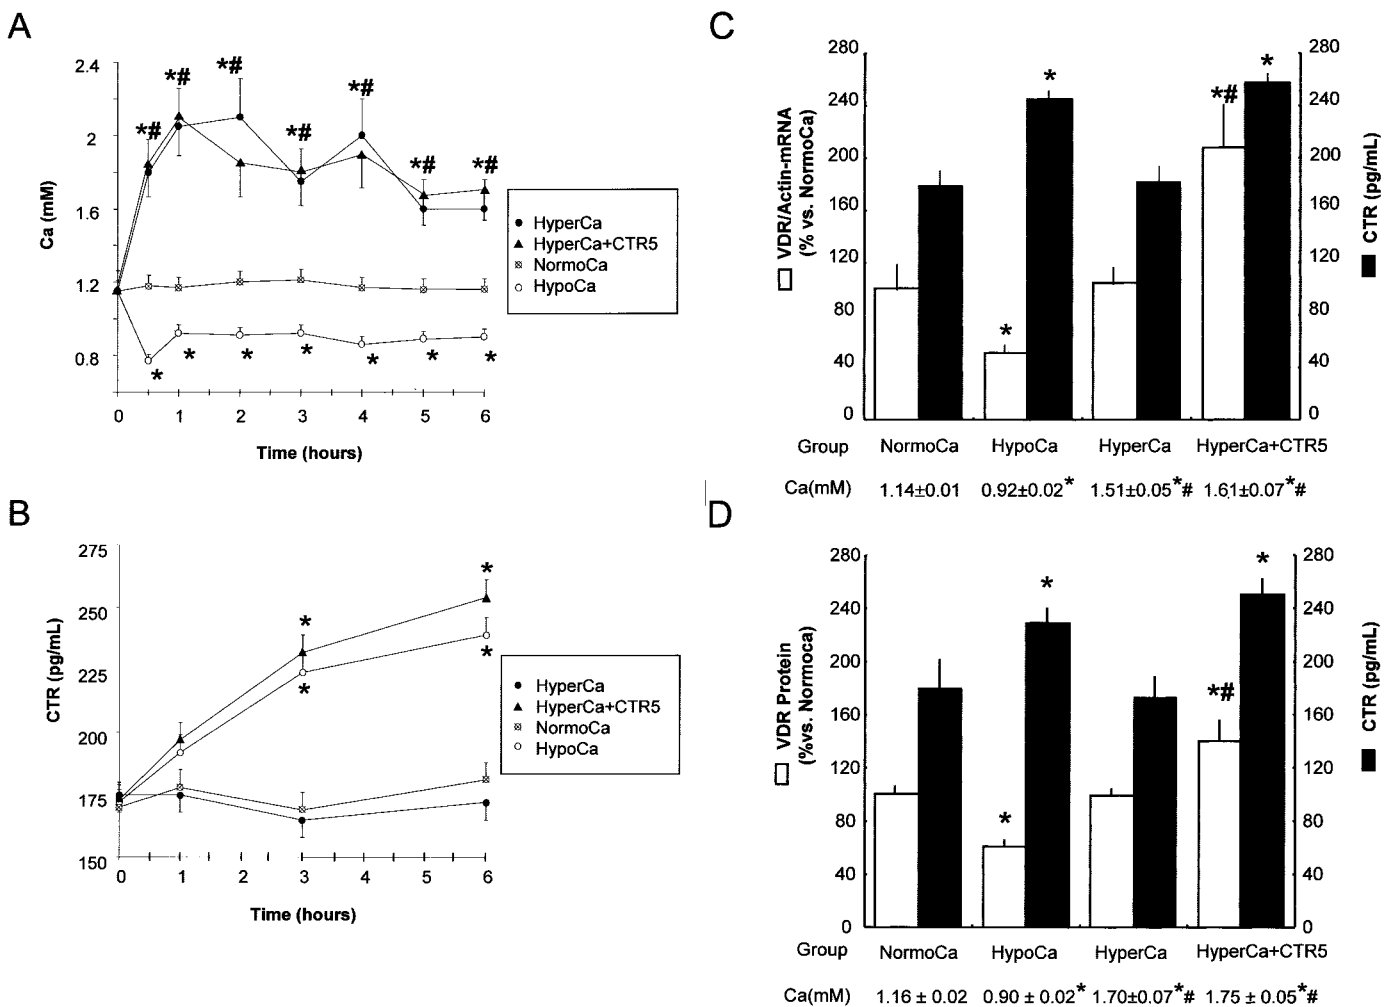 A
2.4
2
1.6
1.2
0.8
Ca (mM)
*# *# *# *# *# *# *#
* * * * * * *
0 1 2 3 4 5 6
Time (hours)
HyperCa
HyperCa+CTR5
NormoCa
HypoCa
B
275
250
225
200
175
150
CTR (pg/mL)
* *
* *
0 1 2 3 4 5 6
Time (hours)
HyperCa
HyperCa+CTR5
NormoCa
HypoCa
C
VDR/Actin-mRNA
(% vs. NormoCa)
280
240
200
160
120
80
40
0
* * *# *
280
240
200
160
120
80
40
0
CTR (pg/mL)
Group NormoCa HypoCa HyperCa HyperCa+CTR5
Ca(mM) 1.14±0.01 0.92±0.02* 1.51±0.05*# 1.61±0.07*#
D
VDR Protein
(%vs. Normoca)
280
240
200
160
120
80
40
0
* * *# *
280
240
200
160
120
80
40
0
CTR (pg/mL)
Group NormoCa HypoCa HyperCa HyperCa+CTR5
Ca(mM) 1.16 ± 0.02 0.90 ± 0.02* 1.70±0.07*# 1.75 ± 0.05*#